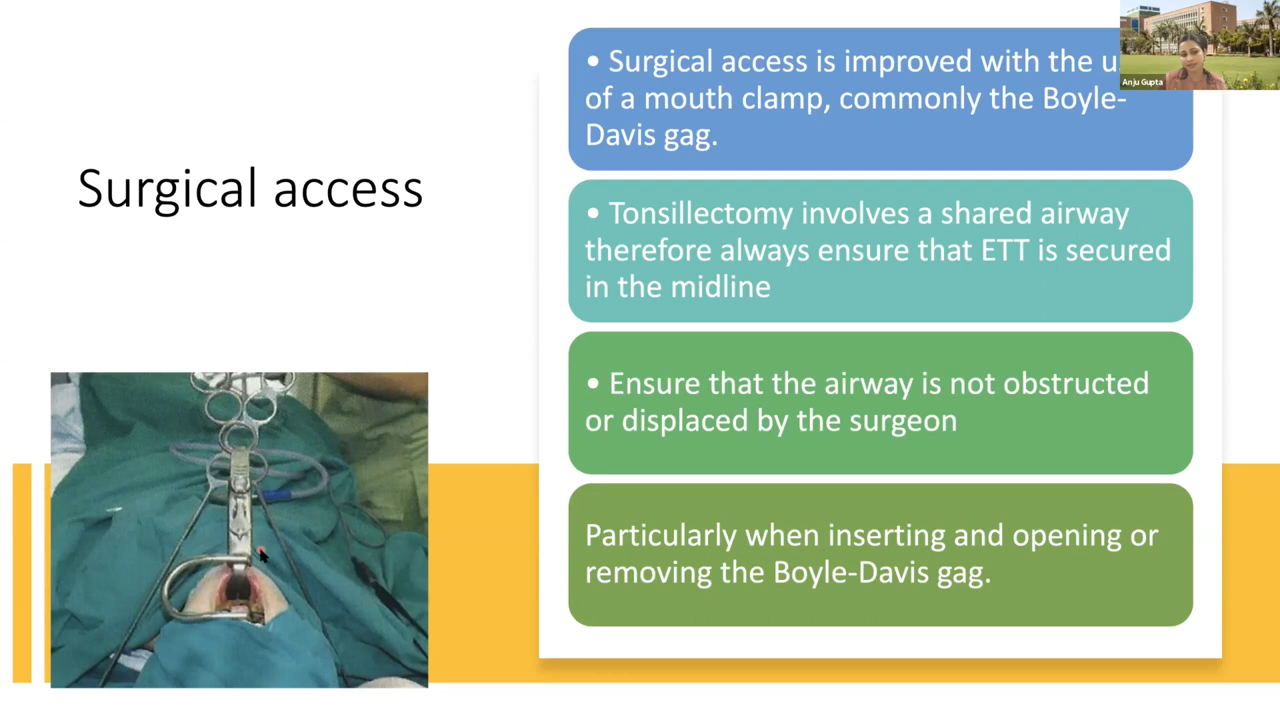 Surgical access
• Surgical access is improved with the
of a mouth clamp, commonly the Boyle-
Davis gag.
• Tonsillectomy involves a shared airway
therefore always ensure that ETT is secured
in the midline
• Ensure that the airway is not obstructed
or displaced by the surgeon
Particularly when inserting and opening or
removing the Boyle-Davis gag.
Anju Gupta